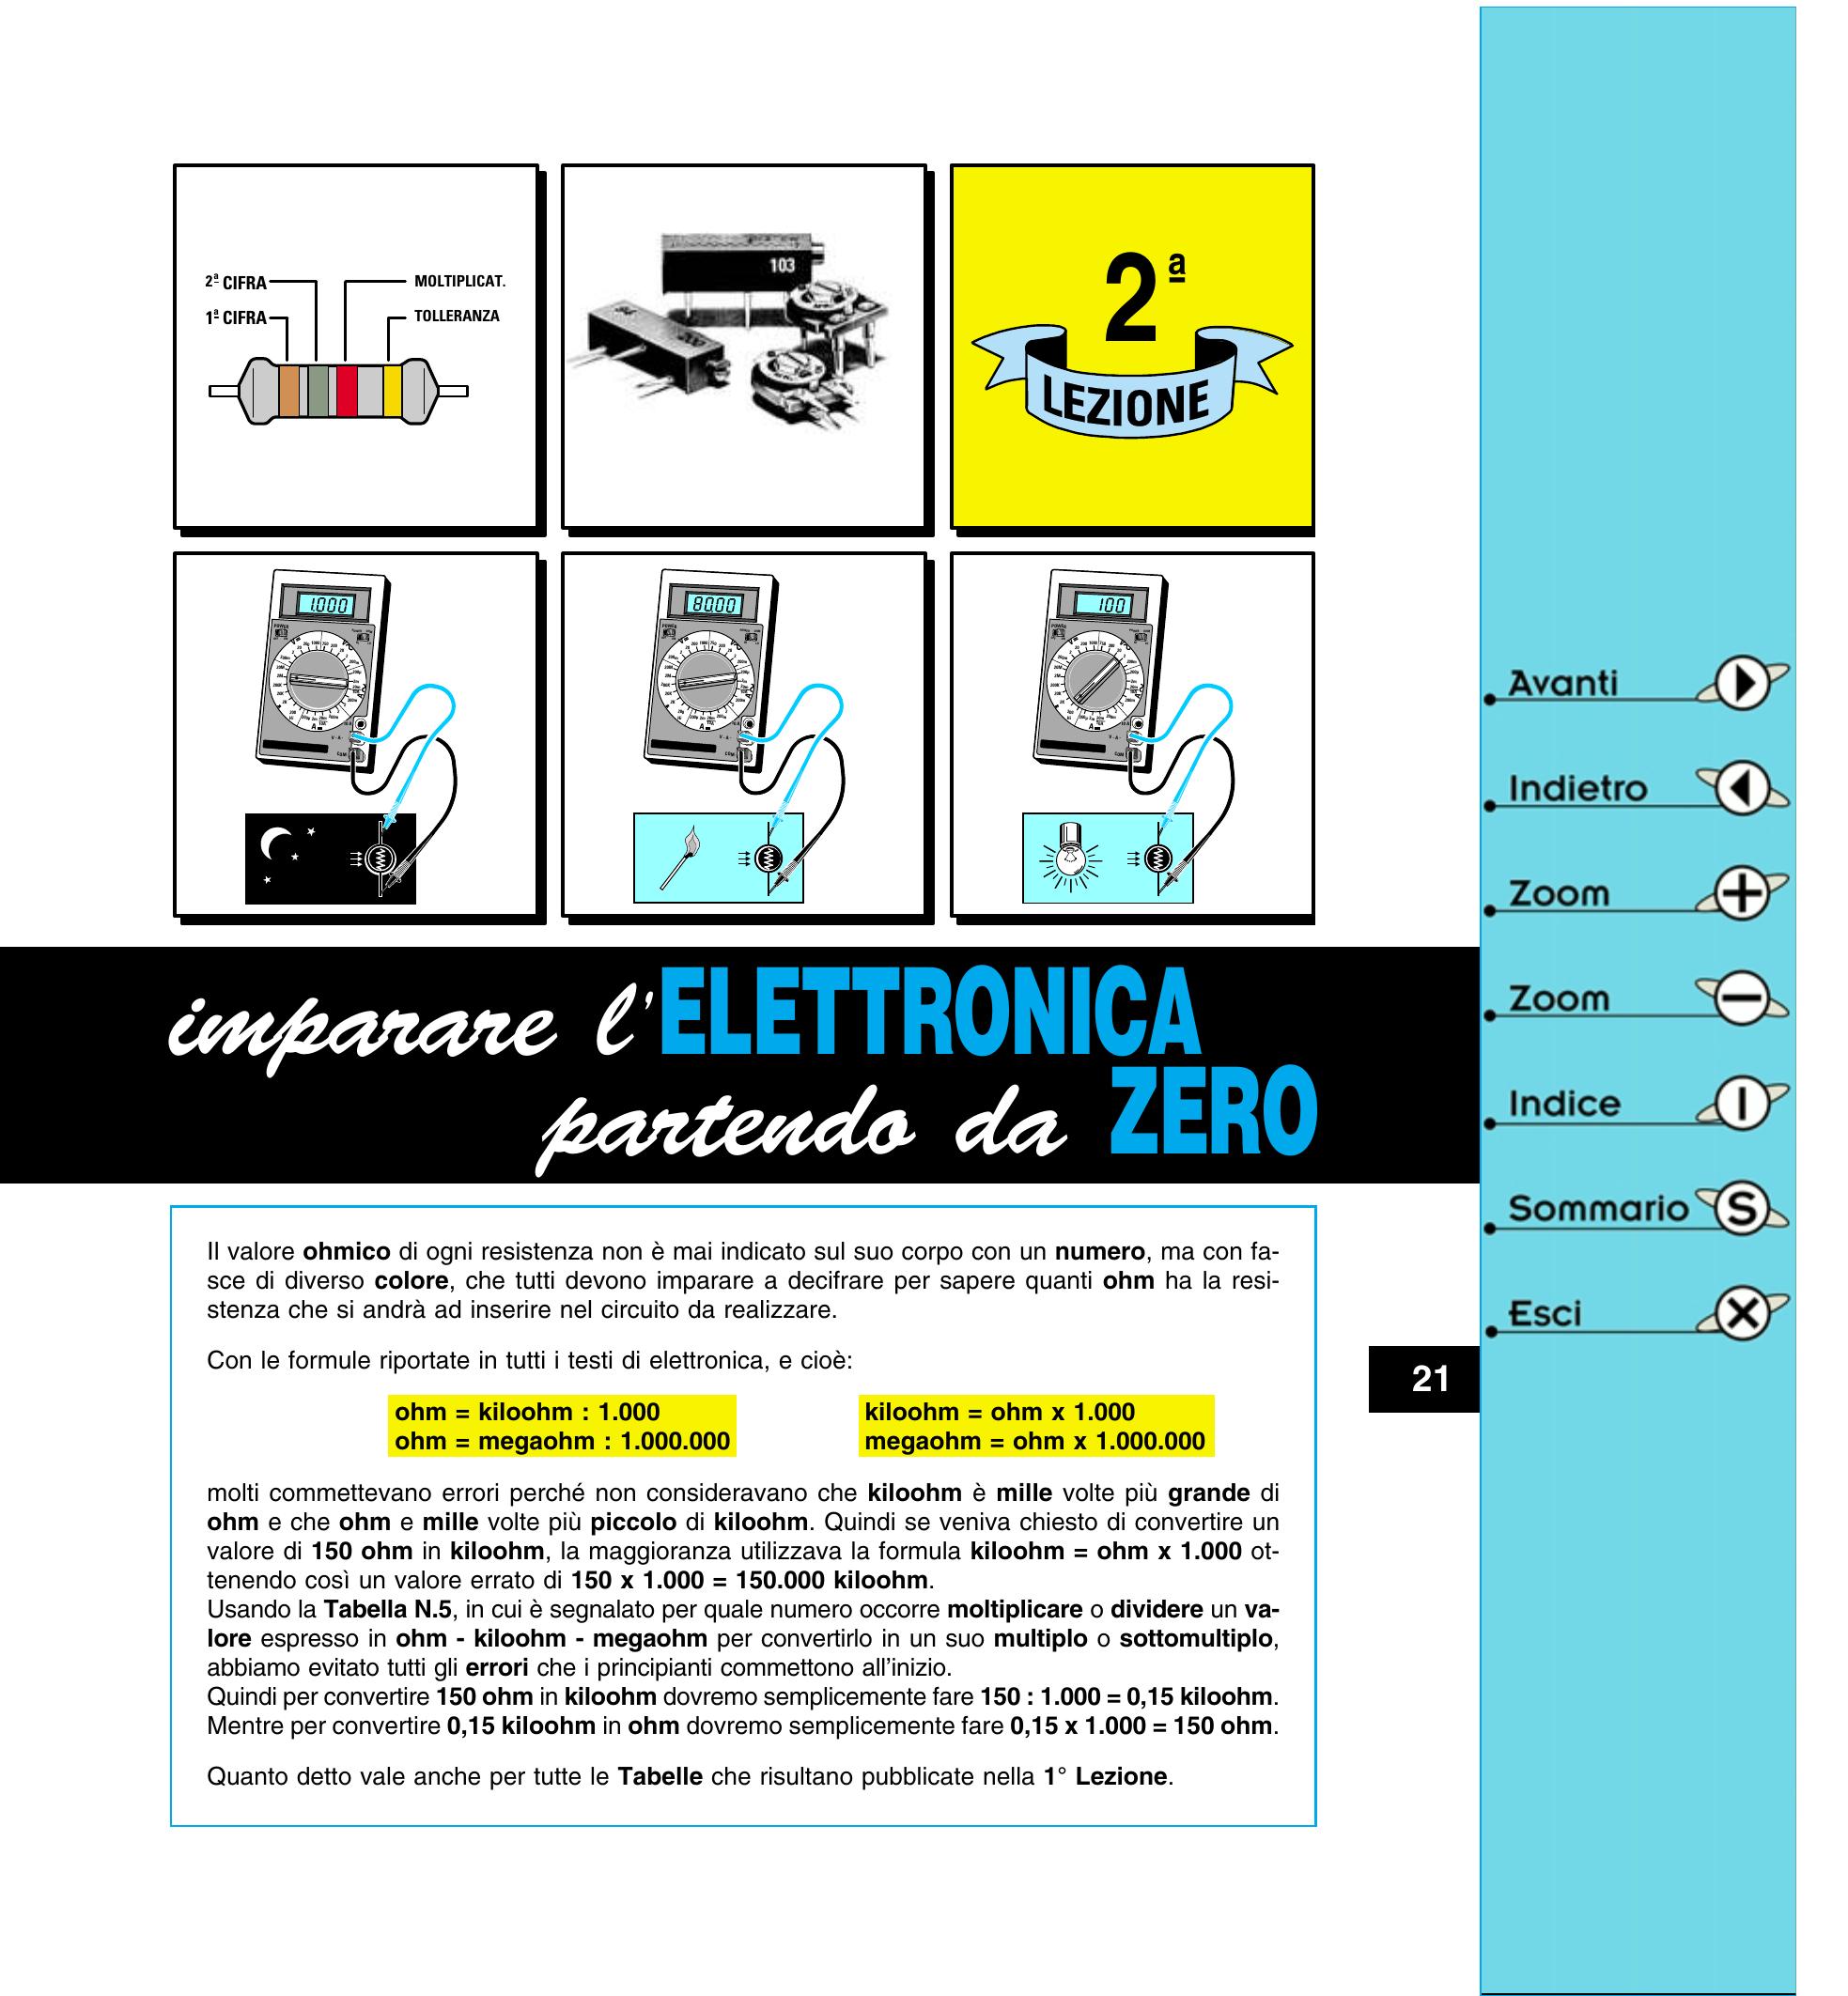 2ª CIFRA
MOLTIPLICAT.
1ª CIFRA
TOLLERANZA
103
200
2ª
LEZIONE
1.000
80.00
100
imparare l'ELETTRONICA
partendo da ZERO
Il valore ohmico di ogni resistenza non è mai indicato sul suo corpo con un numero, ma con fa-
sce di diverso colore, che tutti devono imparare a decifrare per sapere quanti ohm ha la resi-
stenza che si andrà ad inserire nel circuito da realizzare.
Con le formule riportate in tutti i testi di elettronica, e cioè:
ohm = kiloohm : 1.000
ohm = megaohm : 1.000.000
kiloohm = ohm x 1.000
megaohm = ohm x 1.000.000
molti commettevano errori perché non consideravano che kiloohm è mille volte più grande di
ohm e che ohm e mille volte più piccolo di kiloohm. Quindi se veniva chiesto di convertire un
valore di 150 ohm in kiloohm, la maggioranza utilizzava la formula kiloohm = ohm x 1.000 ot-
tenendo così un valore errato di 150 x 1.000 = 150.000 kiloohm.
Usando la Tabella N.5, in cui è segnalato per quale numero occorre moltiplicare o dividere un va-
lore espresso in ohm - kiloohm - megaohm per convertirlo in un suo multiplo o sottomultiplo,
abbiamo evitato tutti gli errori che i principianti commettono all'inizio.
Quindi per convertire 150 ohm in kiloohm dovremo semplicemente fare 150 : 1.000 = 0,15 kiloohm.
Mentre per convertire 0,15 kiloohm in ohm dovremo semplicemente fare 0,15 x 1.000 = 150 ohm.
Quanto detto vale anche per tutte le Tabelle che risultano pubblicate nella 1° Lezione.
21
Avanti
Indietro
Zoom +
Zoom −
Indice I
Sommario S
Esci X